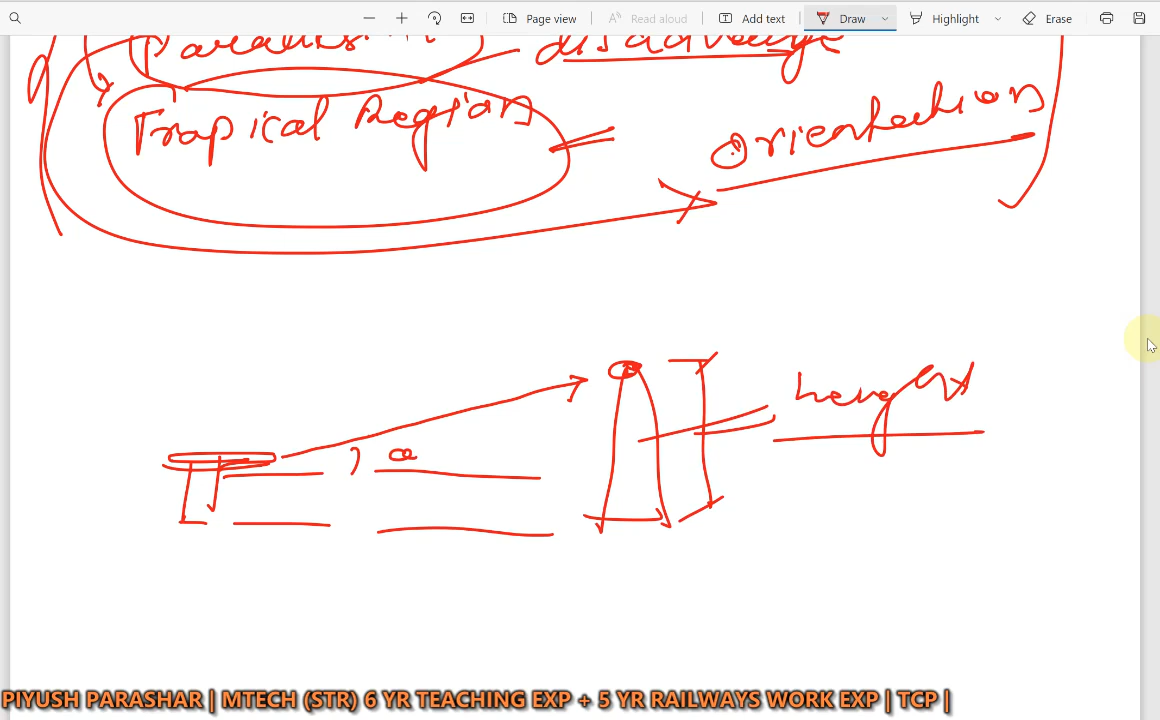 Page view
Read aloud
Add text
Draw
Highlight
Erase
disadvantage
Tropical Region
Orientation
α
height
PIYUSH PARASHAR | MTECH (STR) 6 YR TEACHING EXP + 5 YR RAILWAYS WORK EXP | TCP |